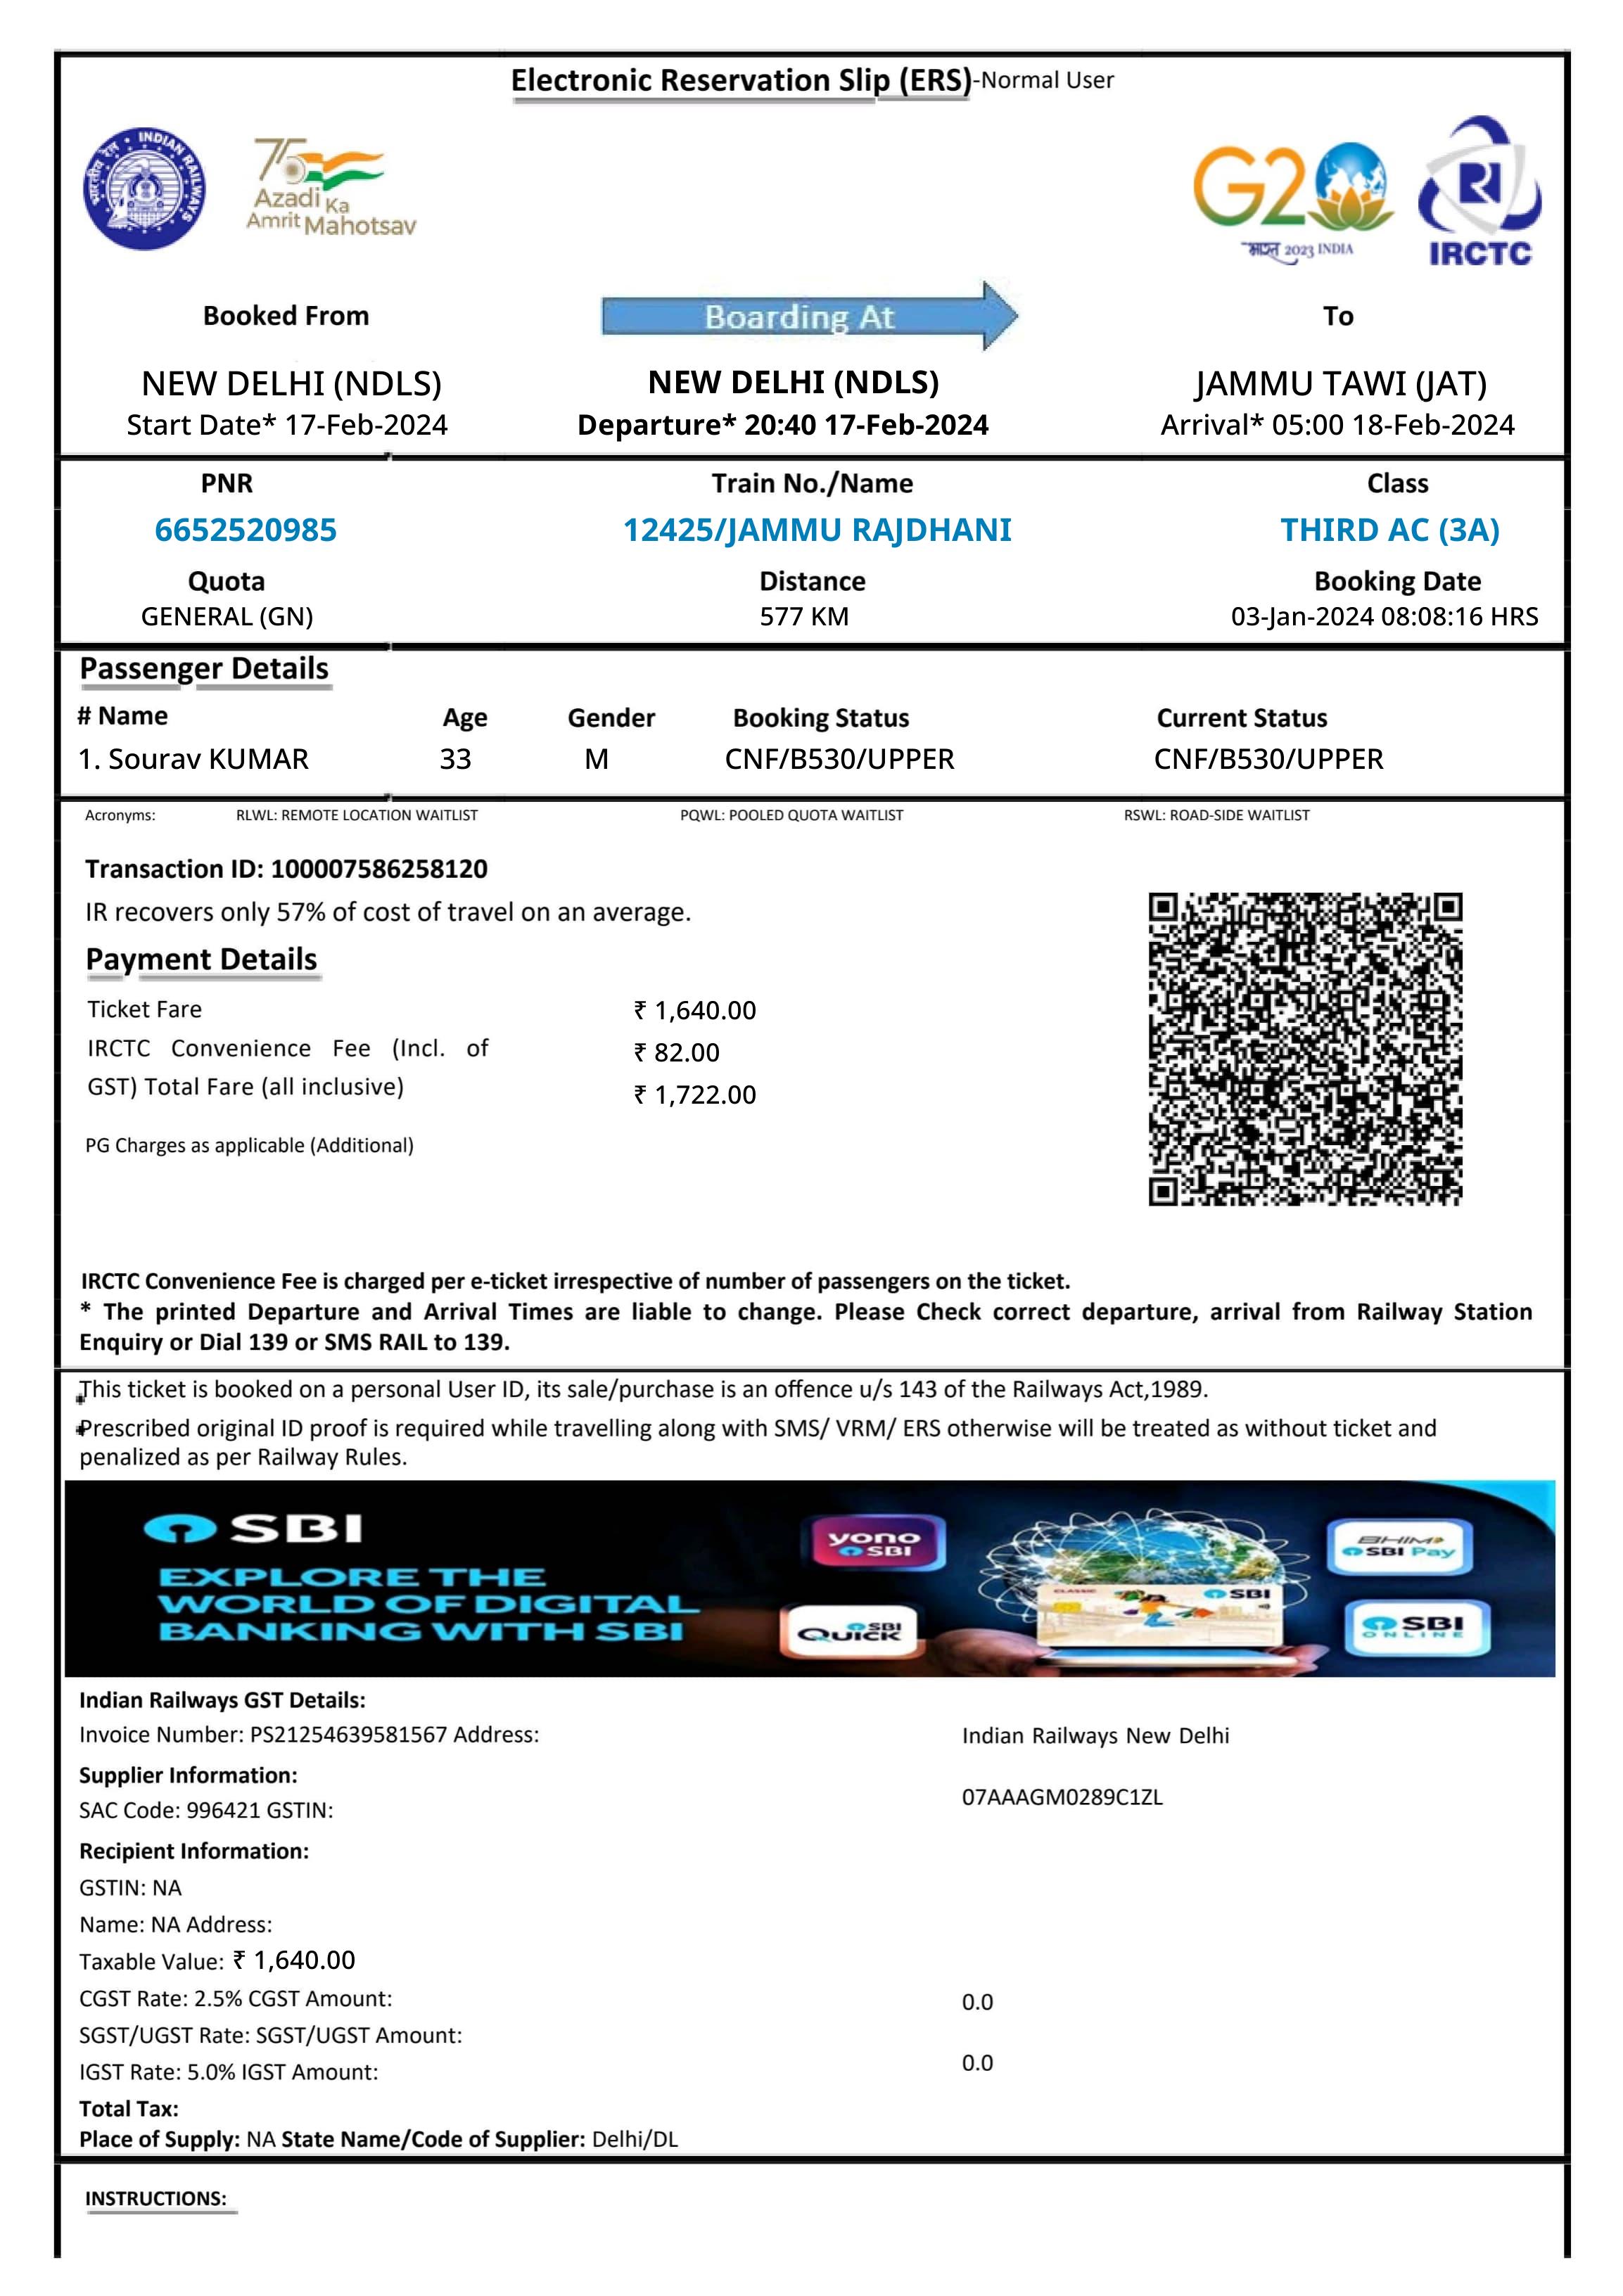 Electronic Reservation Slip (ERS)-Normal User
INDIAN RAILWAYS
भारतीय रेल
75
Azadi Ka
Amrit Mahotsav
G20
भारत 2023 INDIA
IRCTC
Booked From
Boarding At
To
NEW DELHI (NDLS)
NEW DELHI (NDLS)
JAMMU TAWI (JAT)
Start Date* 17-Feb-2024
Departure* 20:40 17-Feb-2024
Arrival* 05:00 18-Feb-2024
PNR
Train No./Name
Class
6652520985
12425/JAMMU RAJDHANI
THIRD AC (3A)
Quota
Distance
Booking Date
GENERAL (GN)
577 KM
03-Jan-2024 08:08:16 HRS
Passenger Details
# Name Age Gender Booking Status Current Status
1. Sourav KUMAR 33 M CNF/B530/UPPER CNF/B530/UPPER
Acronyms: RLWL: REMOTE LOCATION WAITLIST PQWL: POOLED QUOTA WAITLIST RSWL: ROAD-SIDE WAITLIST
Transaction ID: 100007586258120
IR recovers only 57% of cost of travel on an average.
Payment Details
Ticket Fare ₹ 1,640.00
IRCTC Convenience Fee (Incl. of ₹ 82.00
GST) Total Fare (all inclusive) ₹ 1,722.00
PG Charges as applicable (Additional)
IRCTC Convenience Fee is charged per e-ticket irrespective of number of passengers on the ticket.
* The printed Departure and Arrival Times are liable to change. Please Check correct departure, arrival from Railway Station
Enquiry or Dial 139 or SMS RAIL to 139.
This ticket is booked on a personal User ID, its sale/purchase is an offence u/s 143 of the Railways Act,1989.
Prescribed original ID proof is required while travelling along with SMS/ VRM/ ERS otherwise will be treated as without ticket and
penalized as per Railway Rules.
SBI
EXPLORE THE
WORLD OF DIGITAL
BANKING WITH SBI
yono
SBI
SBI
QUICK
CLASSIC
SBI
BHIM
SBI Pay
SBI
ONLINE
Indian Railways GST Details:
Invoice Number: PS21254639581567 Address: Indian Railways New Delhi
Supplier Information:
SAC Code: 996421 GSTIN: 07AAAGM0289C1ZL
Recipient Information:
GSTIN: NA
Name: NA Address:
Taxable Value: ₹ 1,640.00
CGST Rate: 2.5% CGST Amount: 0.0
SGST/UGST Rate: SGST/UGST Amount:
IGST Rate: 5.0% IGST Amount: 0.0
Total Tax:
Place of Supply: NA State Name/Code of Supplier: Delhi/DL
INSTRUCTIONS: